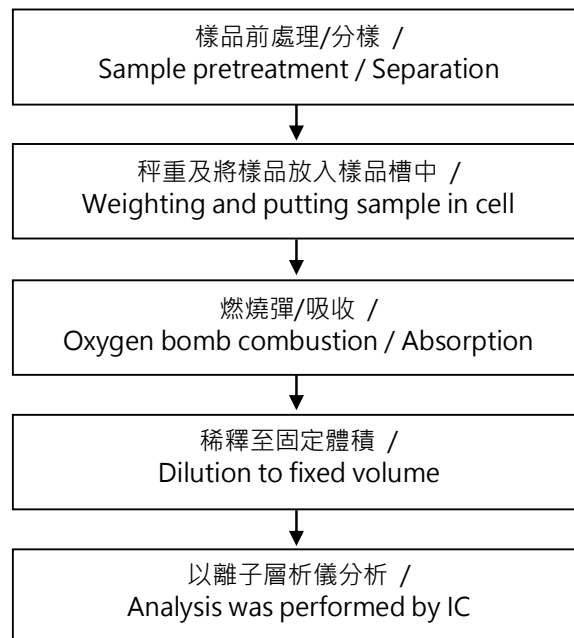 樣品前處理/分樣 /
Sample pretreatment / Separation
秤重及將樣品放入樣品槽中 /
Weighting and putting sample in cell
燃燒彈/吸收 /
Oxygen bomb combustion / Absorption
稀釋至固定體積 /
Dilution to fixed volume
以離子層析儀分析 /
Analysis was performed by IC